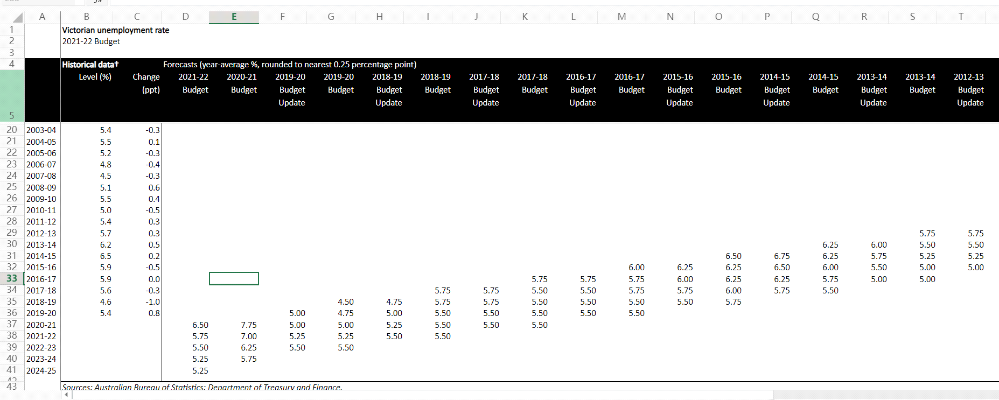 A B C D E F G H I J K L M N O P Q R S T
1 Victorian unemployment rate
2 2021-22 Budget
3
4 Historical data† Forecasts (year-average %, rounded to nearest 0.25 percentage point)
Level (%) Change 2021-22 2020-21 2019-20 2019-20 2018-19 2018-19 2017-18 2017-18 2016-17 2016-17 2015-16 2015-16 2014-15 2014-15 2013-14 2013-14 2012-13
(ppt) Budget Budget Budget Budget Budget Budget Budget Budget Budget Budget Budget Budget Budget Budget Budget Budget Budget
Update Update Update Update Update Update Update Update
5
20 2003-04 5.4 -0.3
21 2004-05 5.5 0.1
22 2005-06 5.2 -0.3
23 2006-07 4.8 -0.4
24 2007-08 4.5 -0.3
25 2008-09 5.1 0.6
26 2009-10 5.5 0.4
27 2010-11 5.0 -0.5
28 2011-12 5.4 0.3
29 2012-13 5.7 0.3 5.75 5.75
30 2013-14 6.2 0.5 6.25 6.00 5.50 5.50
31 2014-15 6.5 0.2 6.50 6.75 6.25 5.75 5.25 5.25
32 2015-16 5.9 -0.5 6.00 6.25 6.25 6.50 6.00 5.50 5.00 5.00
33 2016-17 5.9 0.0 5.75 5.75 5.75 6.00 6.25 6.25 5.75 5.00 5.00
34 2017-18 5.6 -0.3 5.75 5.75 5.50 5.50 5.75 5.75 6.00 5.75 5.50
35 2018-19 4.6 -1.0 4.50 4.75 5.75 5.75 5.50 5.50 5.50 5.50 5.75
36 2019-20 5.4 0.8 5.00 4.75 5.00 5.50 5.50 5.50 5.50 5.50
37 2020-21 6.50 7.75 5.00 5.00 5.25 5.50 5.50 5.50
38 2021-22 5.75 7.00 5.25 5.25 5.50 5.50
39 2022-23 5.50 6.25 5.50 5.50
40 2023-24 5.25 5.75
41 2024-25 5.25
43 Sources: Australian Bureau of Statistics; Department of Treasury and Finance.